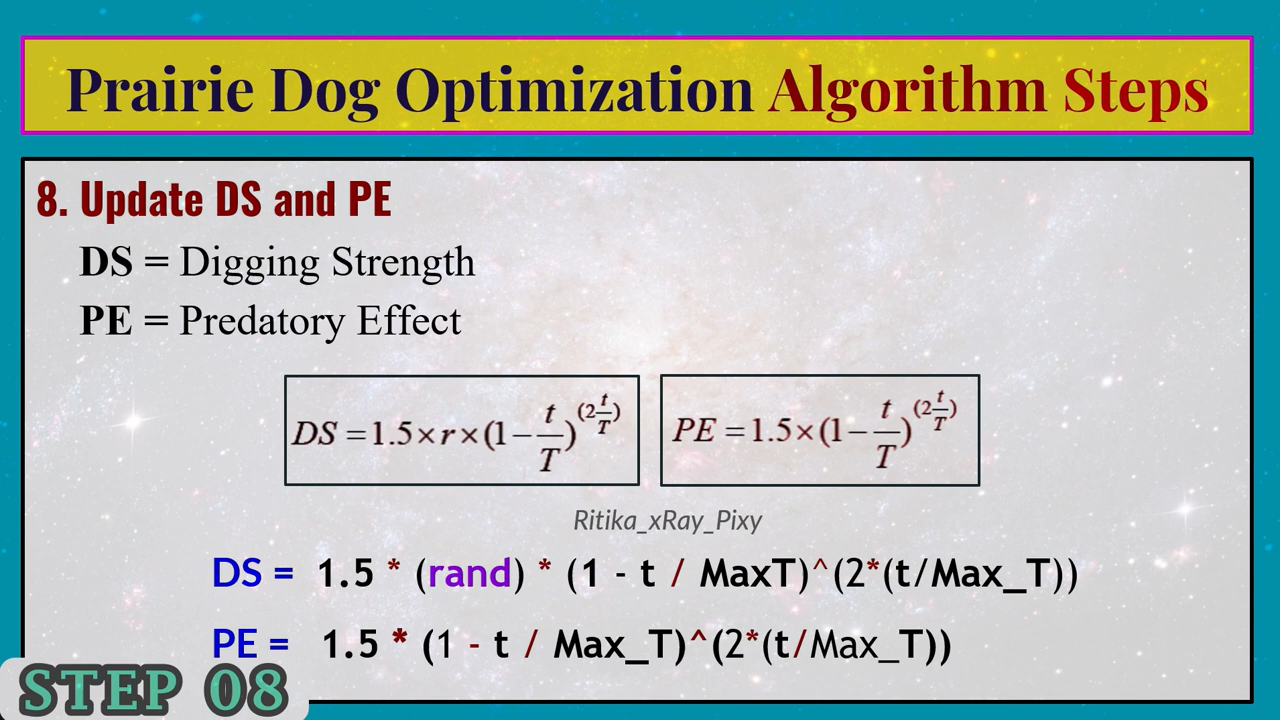 Prairie Dog Optimization Algorithm Steps
8. Update DS and PE
DS = Digging Strength
PE = Predatory Effect
DS = 1.5 × r × (1 − t/T)^(2 t/T)
PE = 1.5 × (1 − t/T)^(2 t/T)
Ritika_xRay_Pixy
DS = 1.5 * (rand) * (1 - t / MaxT)^(2*(t/Max_T))
PE = 1.5 * (1 - t / Max_T)^(2*(t/Max_T))
STEP 08